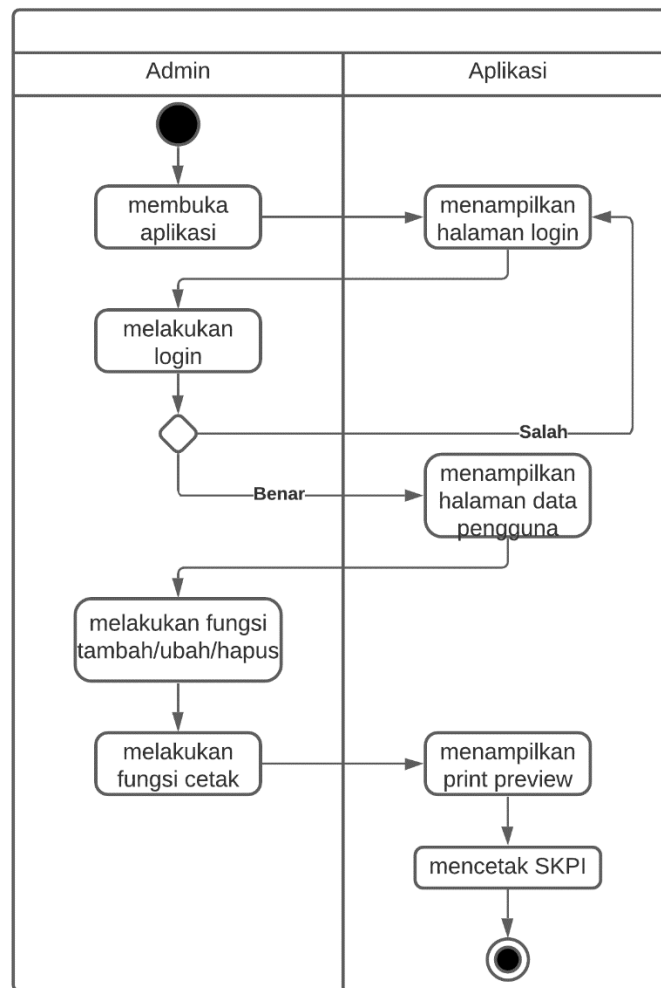 Admin
Aplikasi
membuka
aplikasi
menampilkan
halaman login
melakukan
login
Salah
Benar
menampilkan
halaman data
pengguna
melakukan fungsi
tambah/ubah/hapus
melakukan
fungsi cetak
menampilkan
print preview
mencetak SKPI